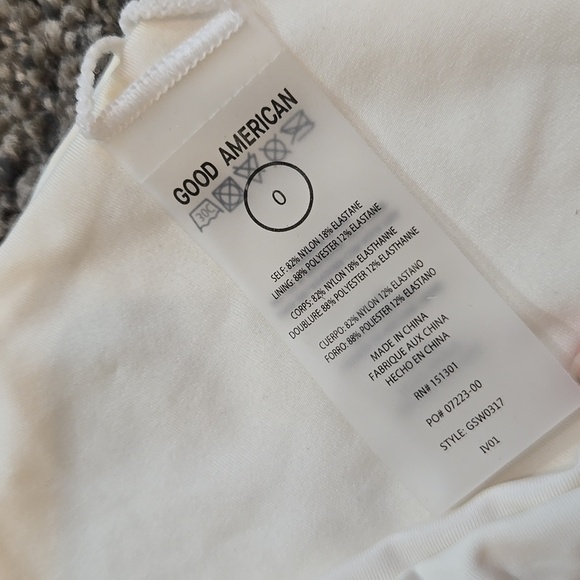 GOOD AMERICAN
30C
0
SELF: 82% NYLON 18% ELASTANE
LINING: 88% POLYESTER 12% ELASTANE
CORPS: 82% NYLON 18% ELASTHANNE
DOUBLURE: 88% POLYESTER 12% ELASTHANNE
CUERPO: 82% NYLON 12% ELASTANO
FORRO: 88% POLIESTER 12% ELASTANO
MADE IN CHINA
FABRIQUE AUX CHINA
HECHO EN CHINA
RN# 151301
PO# 07223-00
STYLE: GSW0317
IV01